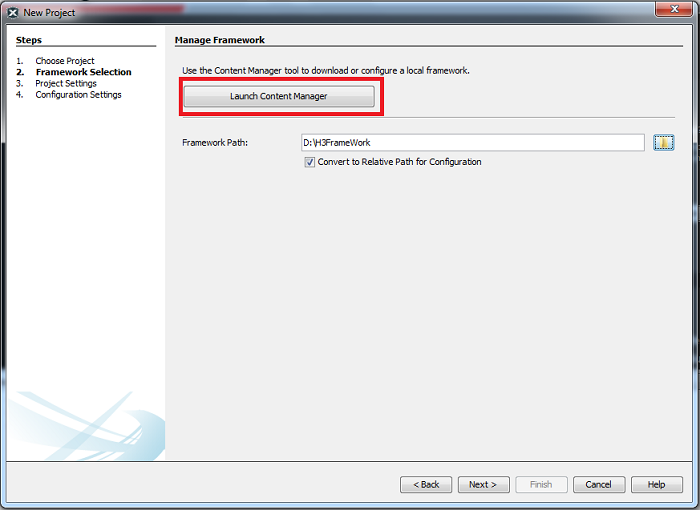 New Project
Steps
1. Choose Project
2. Framework Selection
3. Project Settings
4. Configuration Settings
Manage Framework
Use the Content Manager tool to download or configure a local framework.
Launch Content Manager
Framework Path:
D:\H3FrameWork
Convert to Relative Path for Configuration
< Back
Next >
Finish
Cancel
Help